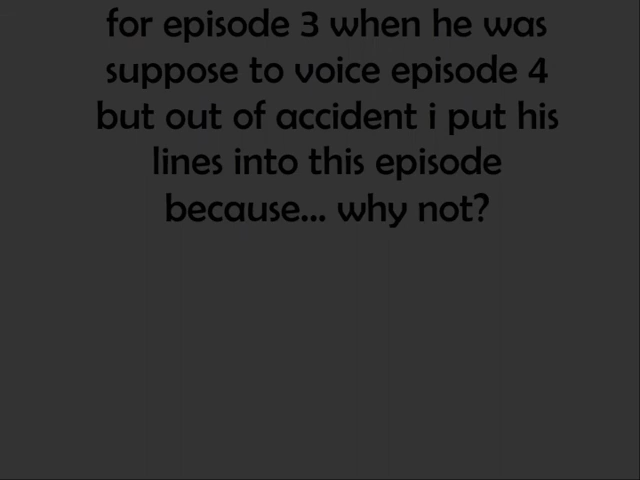 for episode 3 when he was
suppose to voice episode 4
but out of accident i put his
lines into this episode
because... why not?